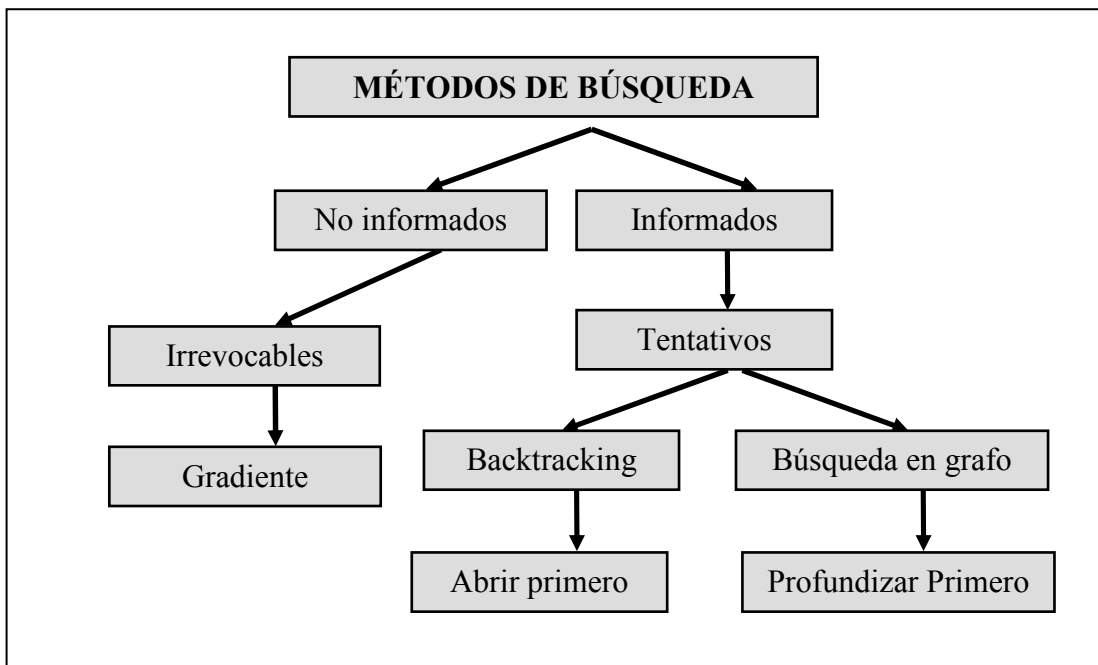 MÉTODOS DE BÚSQUEDA
No informados
Informados
Irrevocables
Tentativos
Gradiente
Backtracking
Búsqueda en grafo
Abrir primero
Profundizar Primero